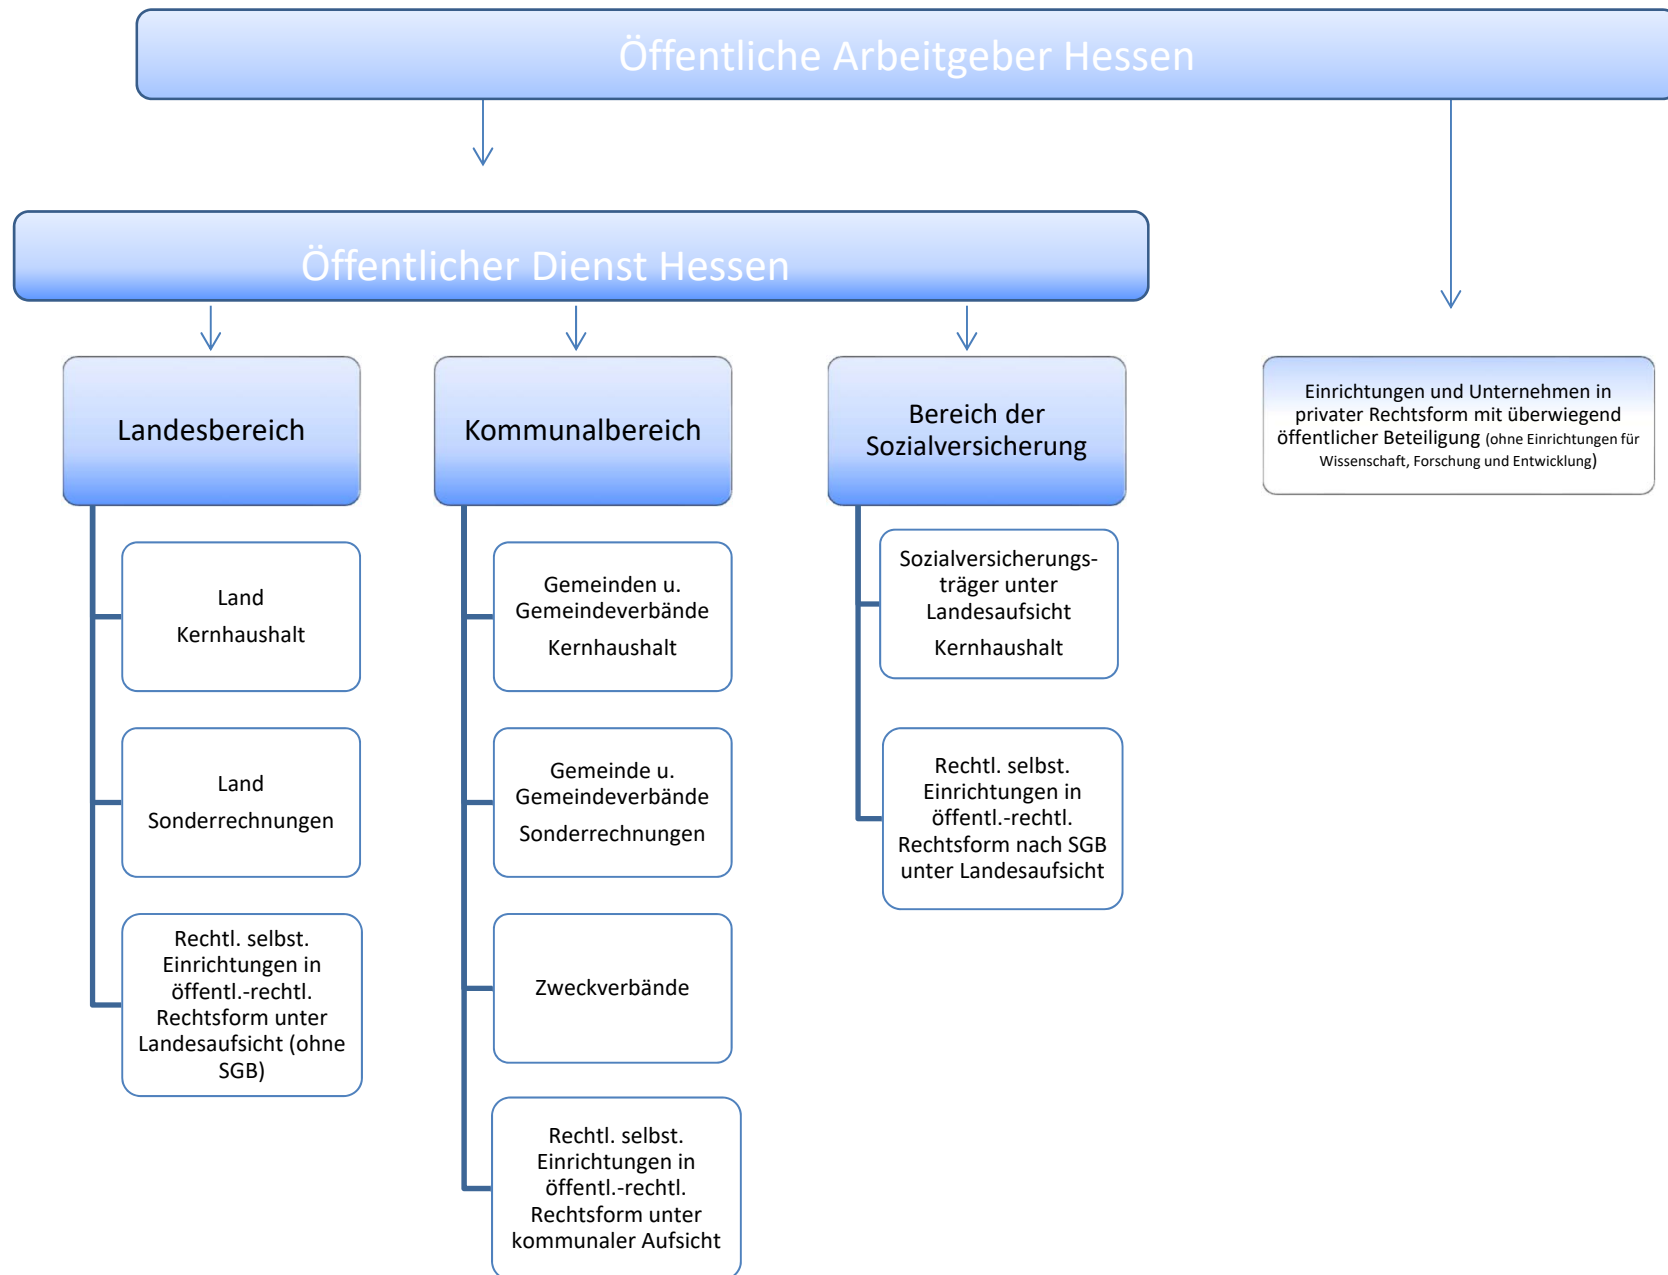 Öffentliche Arbeitgeber Hessen
Öffentlicher Dienst Hessen
Landesbereich
Land
Kernhaushalt
Land
Sonderrechnungen
Rechtl. selbst.
Einrichtungen in
öffentl.-rechtl.
Rechtsform unter
Landesaufsicht (ohne
SGB)
Kommunalbereich
Gemeinden u.
Gemeindeverbände
Kernhaushalt
Gemeinde u.
Gemeindeverbände
Sonderrechnungen
Zweckverbände
Rechtl. selbst.
Einrichtungen in
öffentl.-rechtl.
Rechtsform unter
kommunaler Aufsicht
Bereich der
Sozialversicherung
Sozialversicherungs-
träger unter
Landesaufsicht
Kernhaushalt
Rechtl. selbst.
Einrichtungen in
öffentl.-rechtl.
Rechtsform nach SGB
unter Landesaufsicht
Einrichtungen und Unternehmen in
privater Rechtsform mit überwiegend
öffentlicher Beteiligung (ohne Einrichtungen für
Wissenschaft, Forschung und Entwicklung)